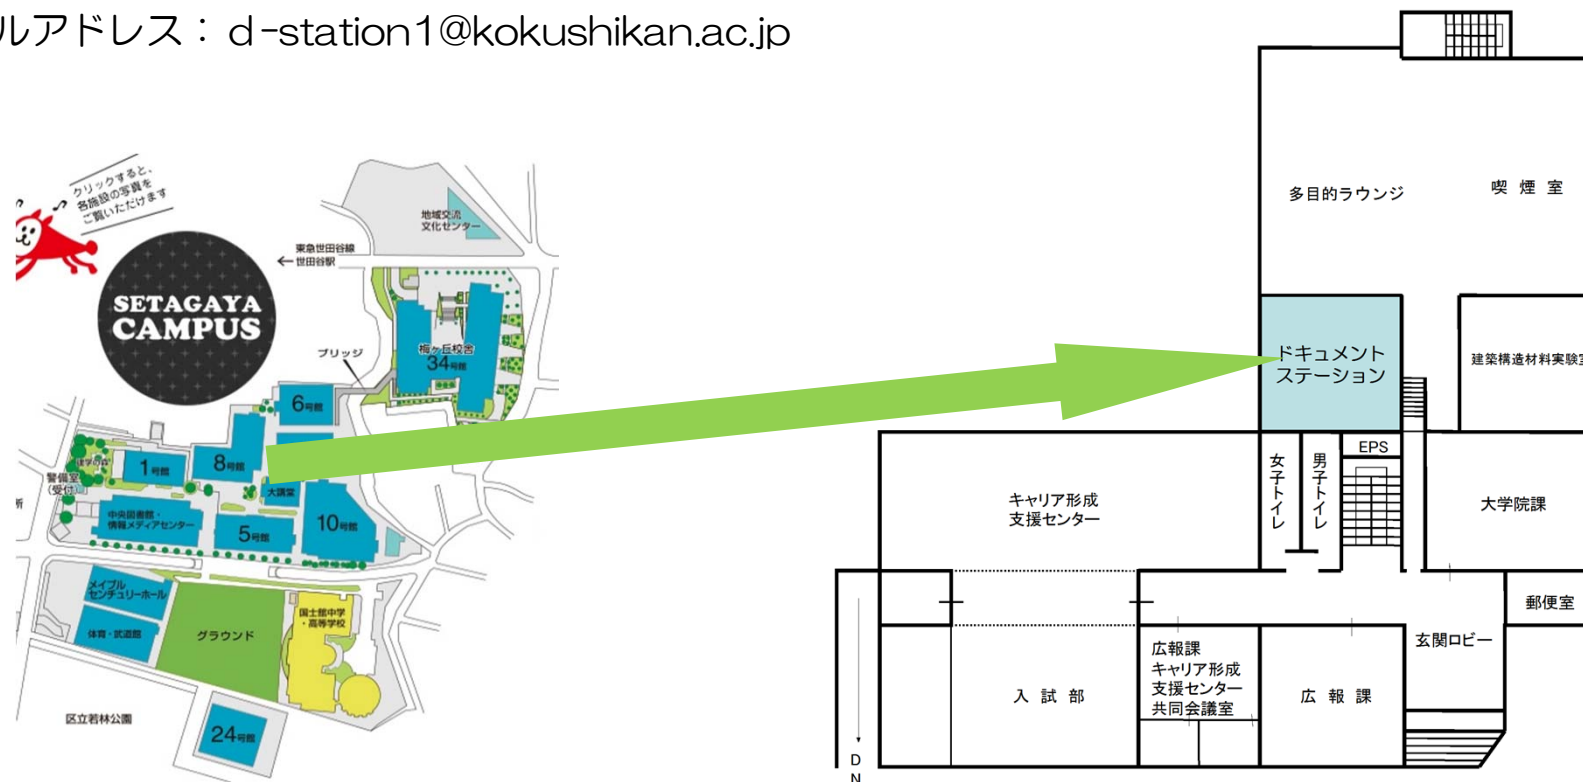 ルアドレス： d-station1@kokushikan.ac.jp
クリックすると、
各施設の写真を
ご覧いただけます
SETAGAYA
CAMPUS
地域交流
文化センター
東急世田谷線
← 世田谷駅
ブリッジ
梅ヶ丘校舎
34号館
6号館
8号館
1号館
警備室
(受付)
所
大講堂
中央図書館・
情報メディアセンター
5号館
10号館
メイプル
センチュリーホール
体育・武道館
グラウンド
国士舘中学
・高等学校
区立若林公園
24号館
多目的ラウンジ
喫煙室
ドキュメント
ステーション
建築構造材料実験室
EPS
女子トイレ
男子トイレ
キャリア形成
支援センター
大学院課
郵便室
玄関ロビー
広報課
キャリア形成
支援センター
共同会議室
入試部
広報課
DN